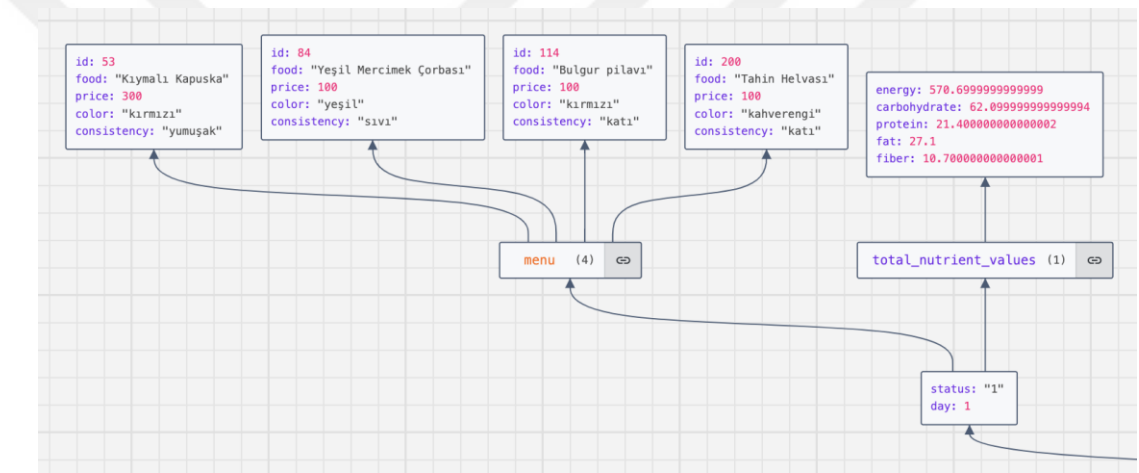 id: 53
food: "Kıymalı Kapuska"
price: 300
color: "kırmızı"
consistency: "yumuşak"
id: 84
food: "Yeşil Mercimek Çorbası"
price: 100
color: "yeşil"
consistency: "sıvı"
id: 114
food: "Bulgur pilavı"
price: 100
color: "kırmızı"
consistency: "katı"
id: 200
food: "Tahin Helvası"
price: 100
color: "kahverengi"
consistency: "katı"
energy: 570.6999999999999
carbohydrate: 62.099999999999994
protein: 21.400000000000002
fat: 27.1
fiber: 10.700000000000001
menu (4)
total_nutrient_values (1)
status: "1"
day: 1